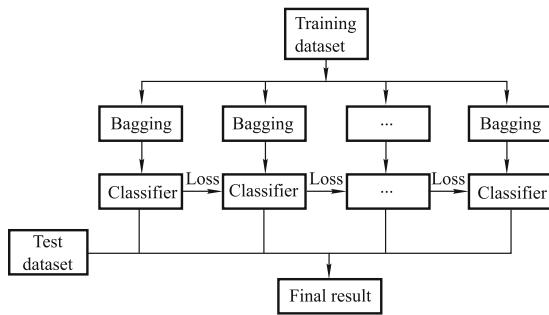 Training
dataset
Bagging
Bagging
...
Bagging
Classifier
Loss
Classifier
Loss
...
Loss
Classifier
Test
dataset
Final result